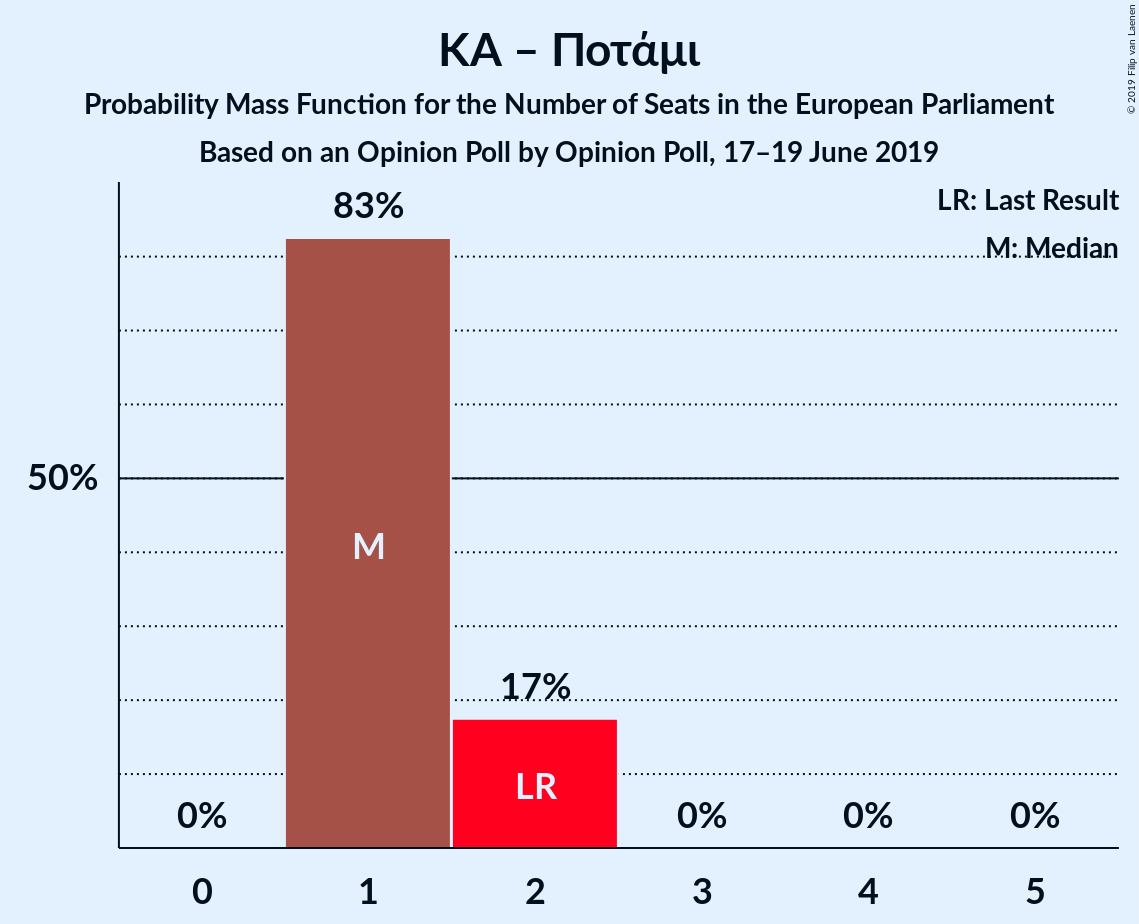 ΚΑ – Ποτάμι
Probability Mass Function for the Number of Seats in the European Parliament
Based on an Opinion Poll by Opinion Poll, 17–19 June 2019
© 2019 Filip van Laenen
LR: Last Result
M: Median
83%
50%
M
17%
LR
0%
0%
0%
0%
0 1 2 3 4 5